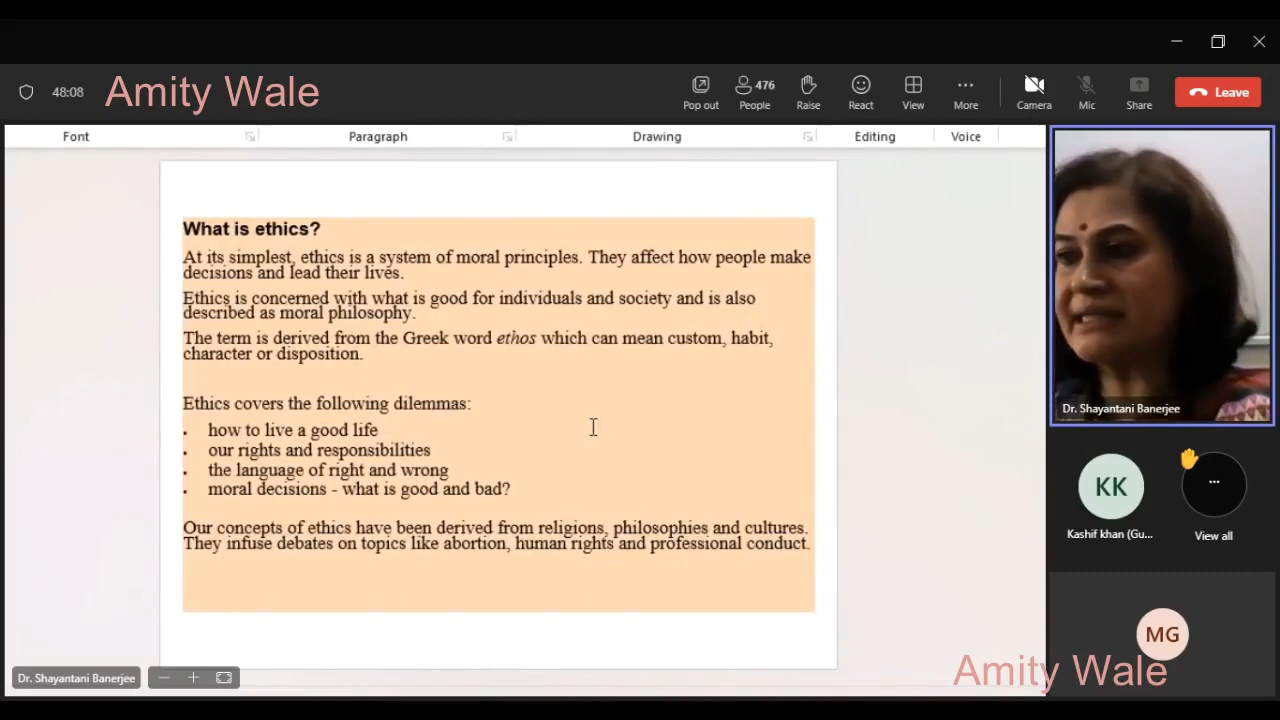 48:08
Amity Wale
476
Pop out
People
Raise
React
View
More
Camera
Mic
Share
Leave
Font
Paragraph
Drawing
Editing
Voice
What is ethics?
At its simplest, ethics is a system of moral principles. They affect how people make
decisions and lead their lives.
Ethics is concerned with what is good for individuals and society and is also
described as moral philosophy.
The term is derived from the Greek word ethos which can mean custom, habit,
character or disposition.
Ethics covers the following dilemmas:
• how to live a good life
• our rights and responsibilities
• the language of right and wrong
• moral decisions - what is good and bad?
Our concepts of ethics have been derived from religions, philosophies and cultures.
They infuse debates on topics like abortion, human rights and professional conduct.
Dr. Shayantani Banerjee
KK
Kashif khan (Gu...
View all
MG
Dr. Shayantani Banerjee
Amity Wale